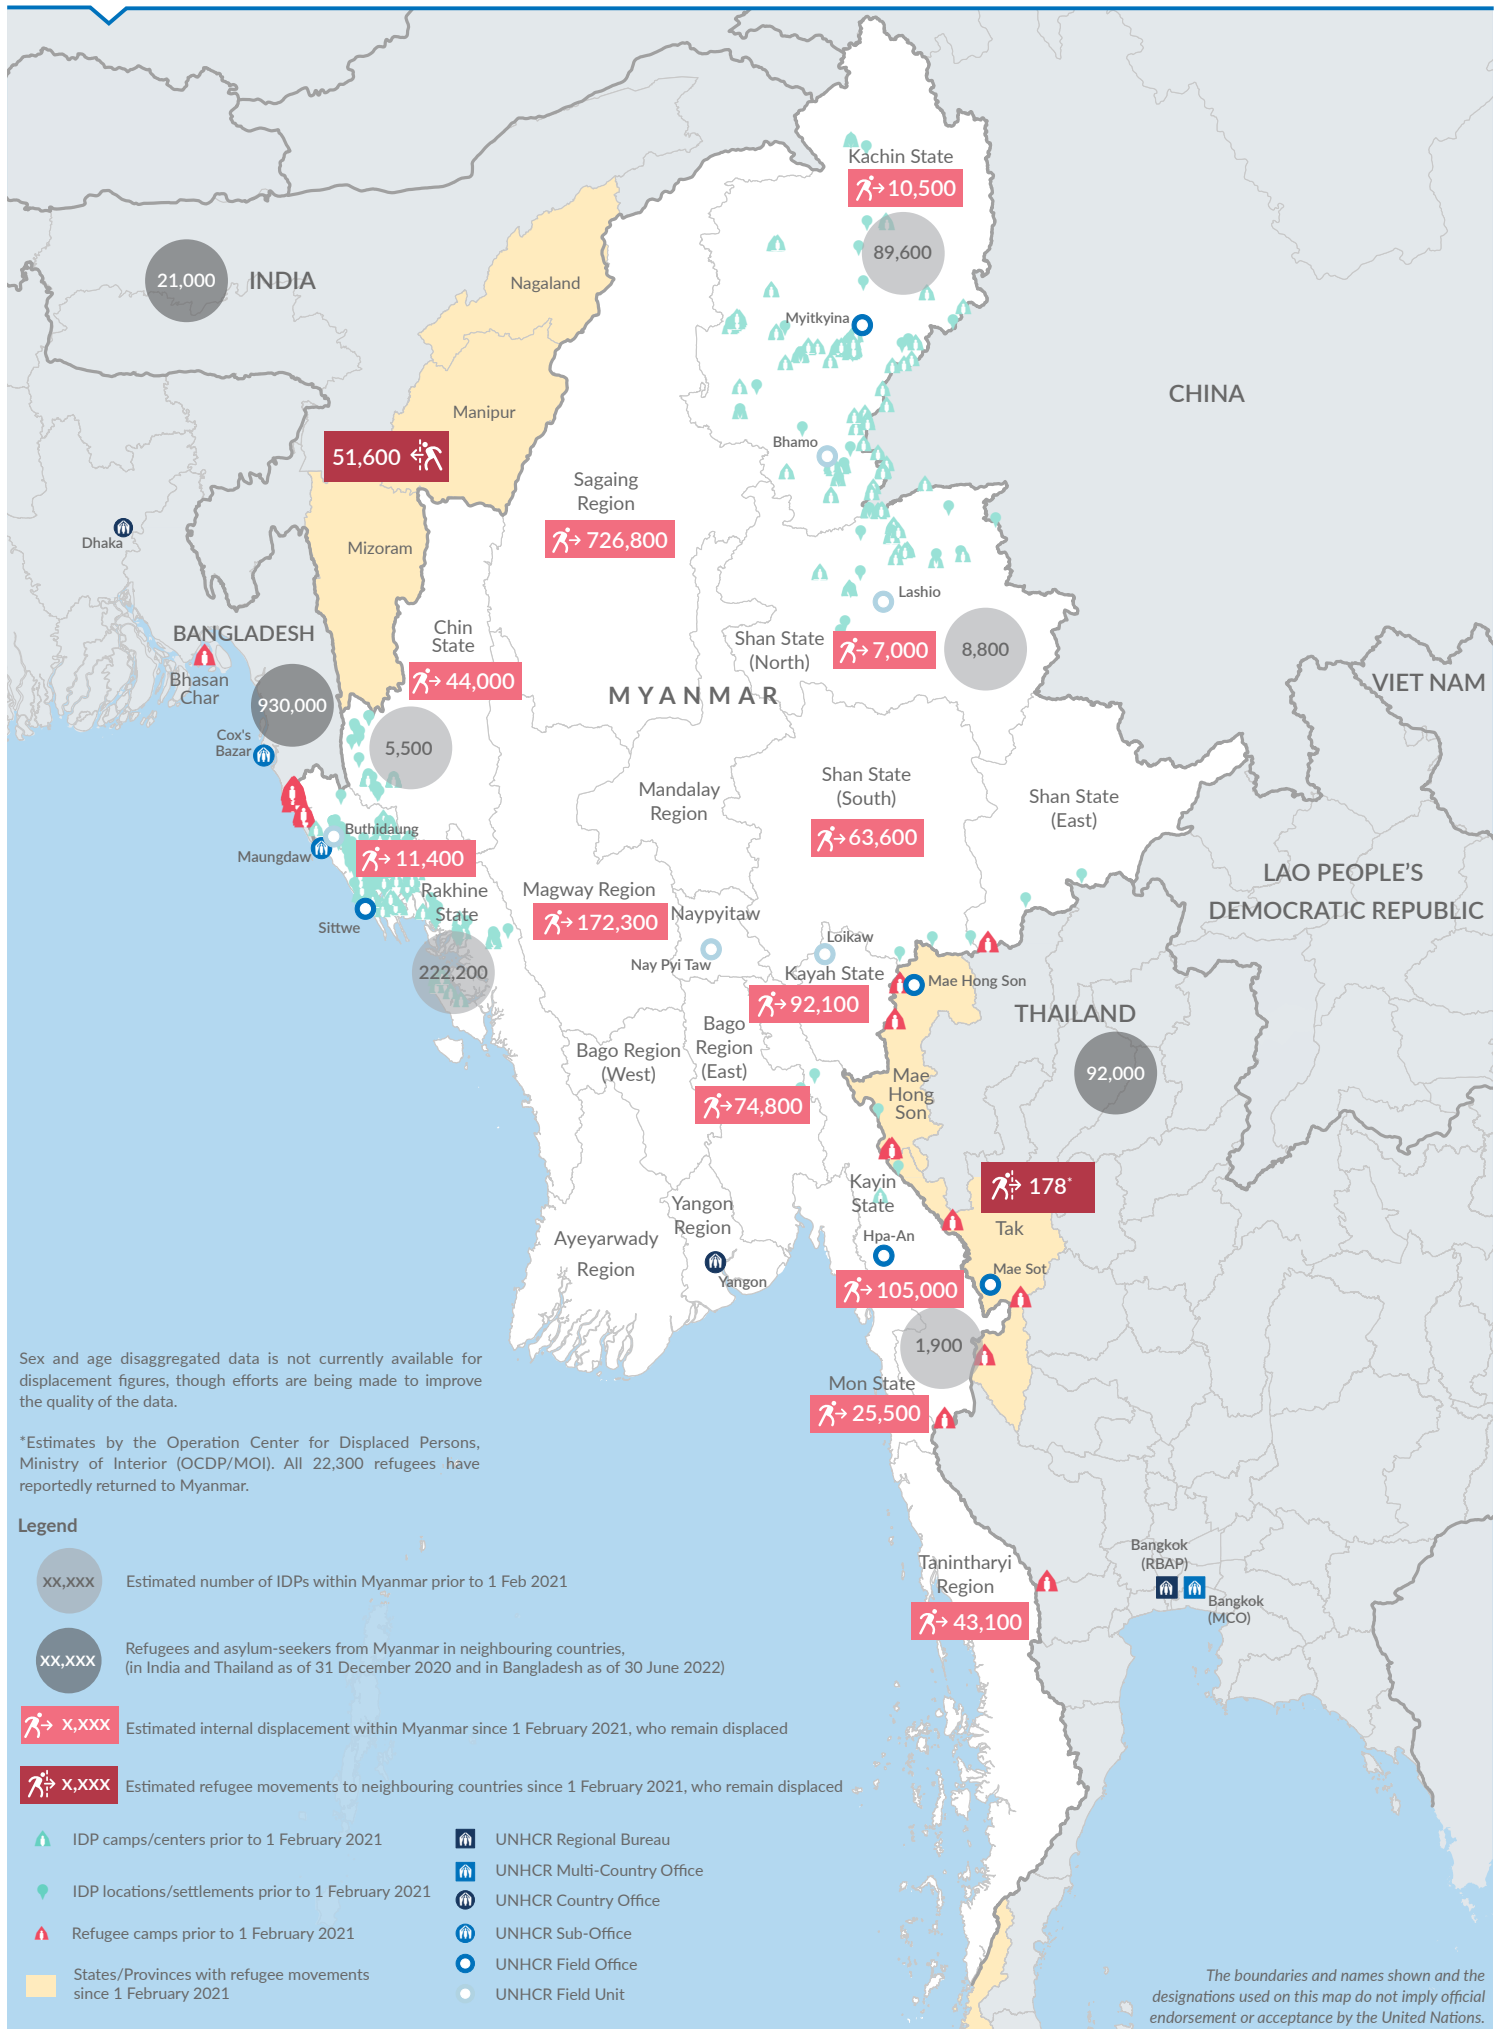 Kachin State
10,500
89,600
21,000
INDIA
Nagaland
Myitkyina
CHINA
Manipur
51,600
Bhamo
Sagaing
Region
726,800
Dhaka
Mizoram
Lashio
Chin
State
44,000
BANGLADESH
Shan State
(North)
7,000
8,800
Bhasan
Char
930,000
MYANMAR
VIET NAM
Cox's
Bazar
5,500
Mandalay
Region
Shan State
(South)
63,600
Shan State
(East)
Buthidaung
Maungdaw
11,400
Rakhine
State
Sittwe
222,200
Magway Region
172,300
Naypyitaw
Nay Pyi Taw
Loikaw
Kayah State
92,100
LAO PEOPLE'S
DEMOCRATIC REPUBLIC
Mae Hong Son
THAILAND
92,000
Bago Region
(West)
Bago
Region
(East)
74,800
Mae
Hong
Son
178*
Kayin
State
Tak
Yangon
Region
Ayeyarwady
Region
Yangon
Hpa-An
105,000
Mae Sot
1,900
Mon State
25,500
Sex and age disaggregated data is not currently available for
displacement figures, though efforts are being made to improve
the quality of the data.
*Estimates by the Operation Center for Displaced Persons,
Ministry of Interior (OCDP/MOI). All 22,300 refugees have
reportedly returned to Myanmar.
Tanintharyi
Region
43,100
Bangkok
(RBAP)
Bangkok
(MCO)
Legend
XX,XXX
Estimated number of IDPs within Myanmar prior to 1 Feb 2021
XX,XXX
Refugees and asylum-seekers from Myanmar in neighbouring countries,
(in India and Thailand as of 31 December 2020 and in Bangladesh as of 30 June 2022)
X,XXX
Estimated internal displacement within Myanmar since 1 February 2021, who remain displaced
X,XXX
Estimated refugee movements to neighbouring countries since 1 February 2021, who remain displaced
IDP camps/centers prior to 1 February 2021
IDP locations/settlements prior to 1 February 2021
Refugee camps prior to 1 February 2021
States/Provinces with refugee movements
since 1 February 2021
UNHCR Regional Bureau
UNHCR Multi-Country Office
UNHCR Country Office
UNHCR Sub-Office
UNHCR Field Office
UNHCR Field Unit
The boundaries and names shown and the
designations used on this map do not imply official
endorsement or acceptance by the United Nations.